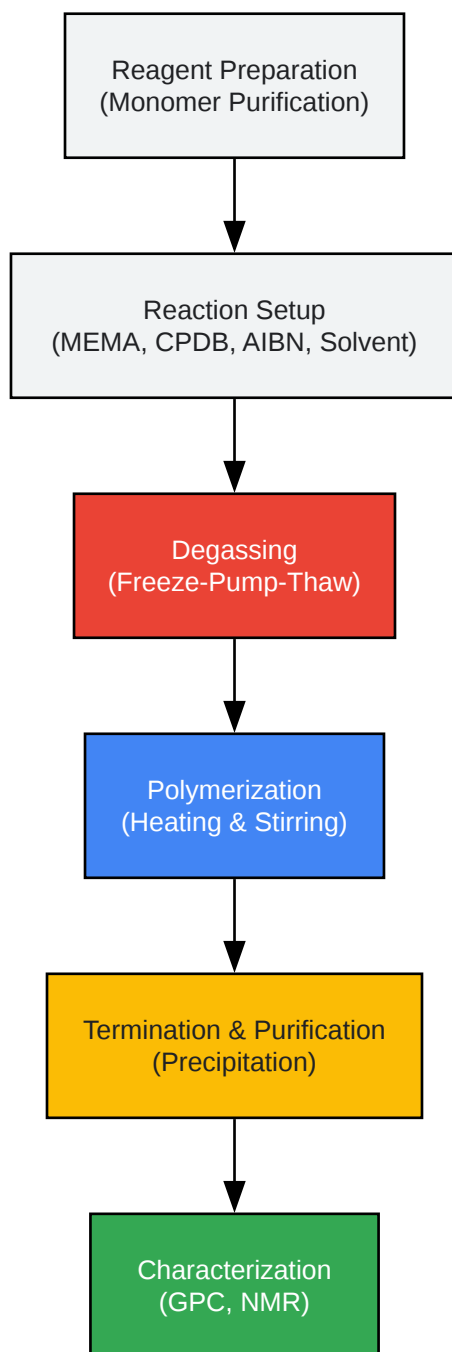 Reagent Preparation
(Monomer Purification)
Reaction Setup
(MEMA, CPDB, AIBN, Solvent)
Degassing
(Freeze-Pump-Thaw)
Polymerization
(Heating & Stirring)
Termination & Purification
(Precipitation)
Characterization
(GPC, NMR)